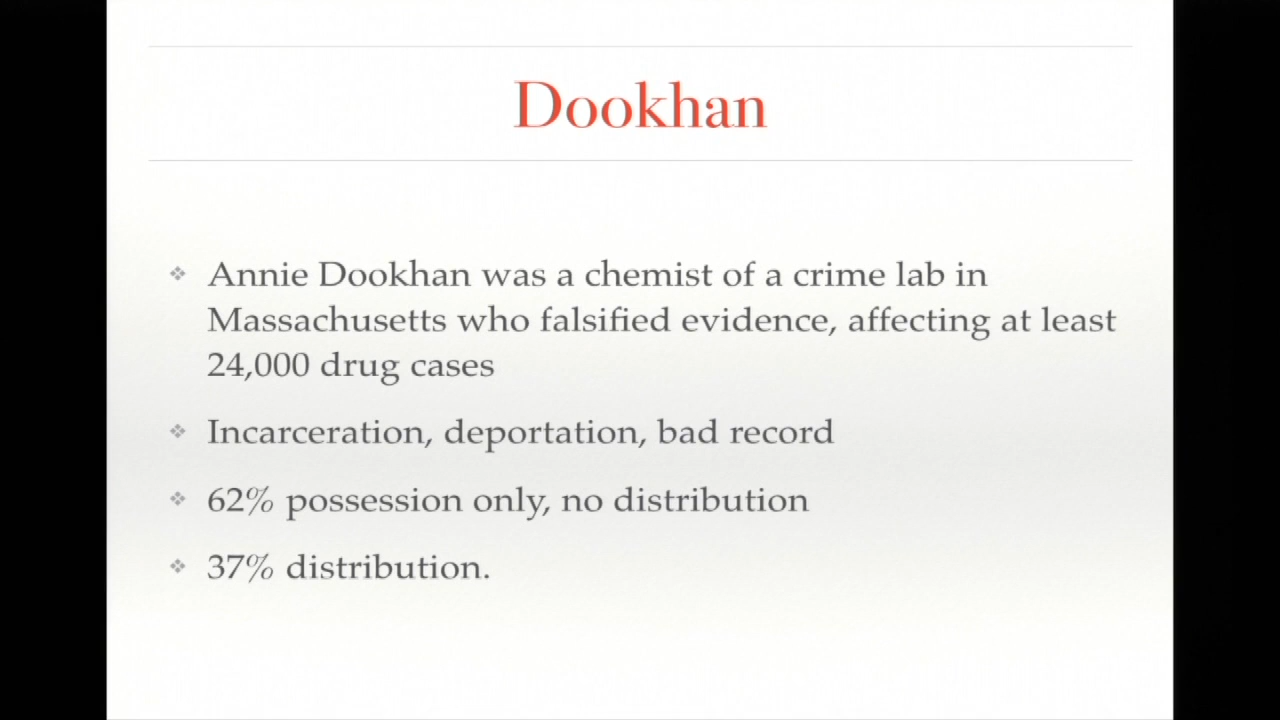 Dookhan
Annie Dookhan was a chemist of a crime lab in
Massachusetts who falsified evidence, affecting at least
24,000 drug cases
Incarceration, deportation, bad record
62% possession only, no distribution
37% distribution.